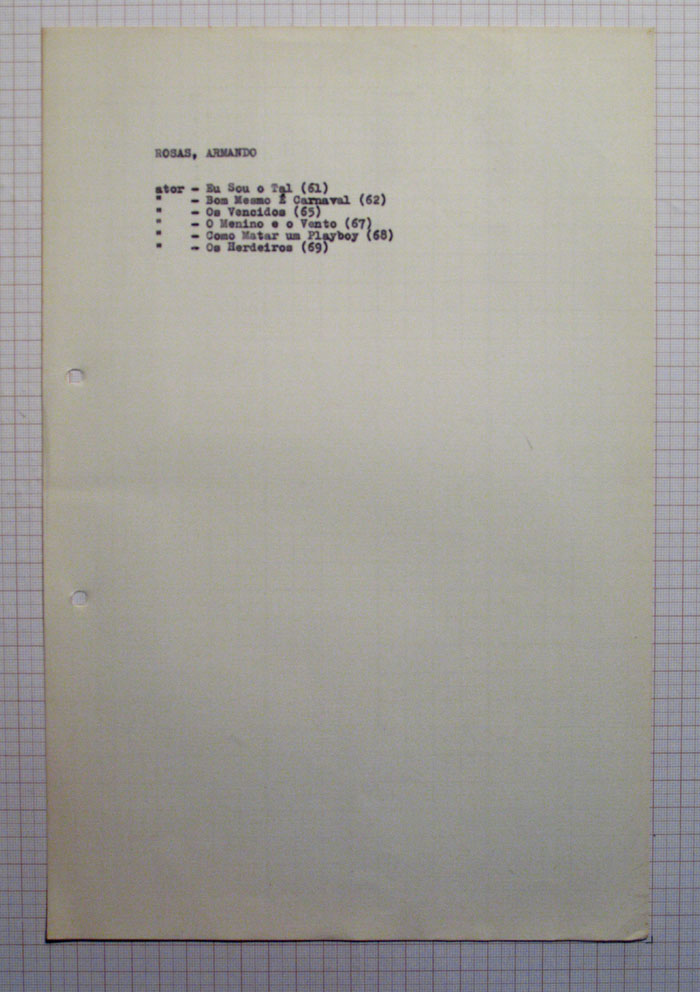 ROSAS, ARMANDO
ator - Eu Sou o Tal (61)
" - Bom Mesmo É Carnaval (62)
" - Os Vencidos (65)
" - O Menino e o Vento (67)
" - Como Matar um Playboy (68)
" - Os Herdeiros (69)